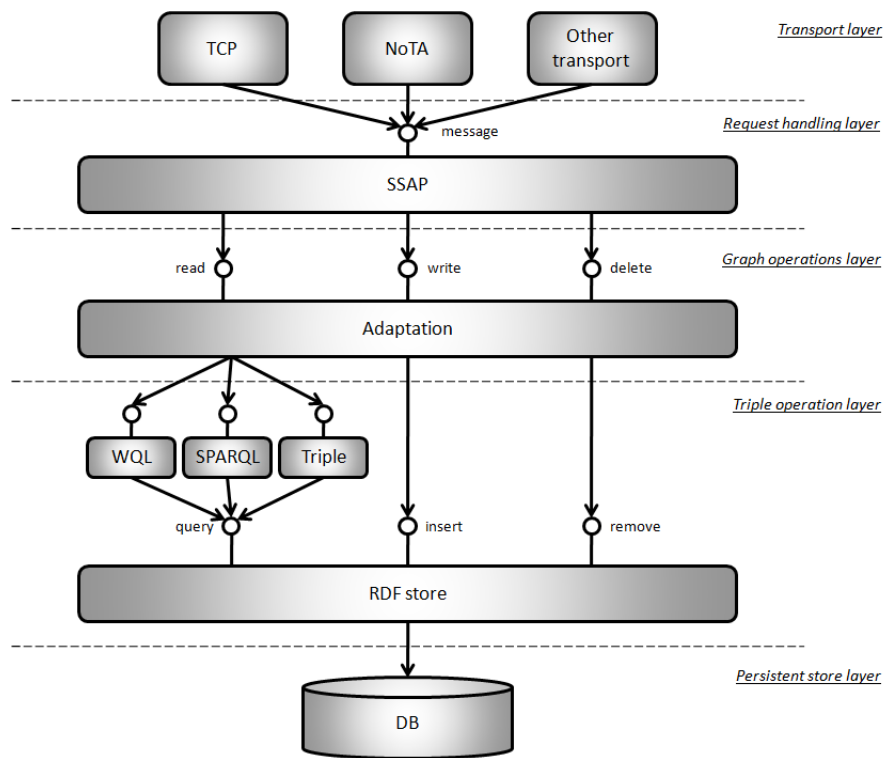 TCP
NoTA
Other
transport
Transport layer
message
Request handling layer
SSAP
read
write
delete
Graph operations layer
Adaptation
Triple operation layer
WQL
SPARQL
Triple
query
insert
remove
RDF store
Persistent store layer
DB